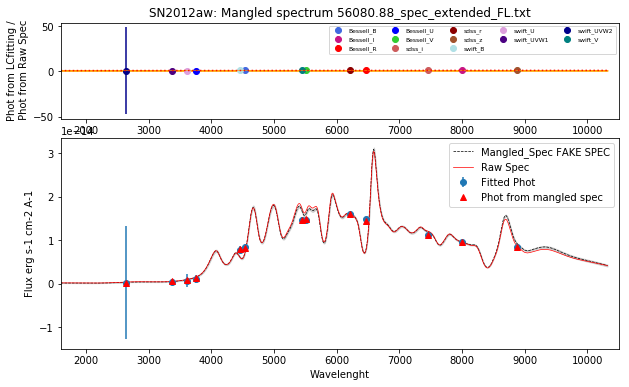 SN2012aw: Mangled spectrum 56080.88_spec_extended_FL.txt
Phot from LCfitting /
Phot from Raw Spec
50
0
−50
Bessell_B
Bessell_I
Bessell_R
Bessell_U
Bessell_V
sdss_i
sdss_r
sdss_z
swift_B
swift_U
swift_UVW1
swift_UVW2
swift_V
2000 3000 4000 5000 6000 7000 8000 9000 10000
1e−14
Flux erg s-1 cm-2 A-1
3
2
1
0
−1
Mangled_Spec FAKE SPEC
Raw Spec
Fitted Phot
Phot from mangled spec
2000 3000 4000 5000 6000 7000 8000 9000 10000
Wavelenght